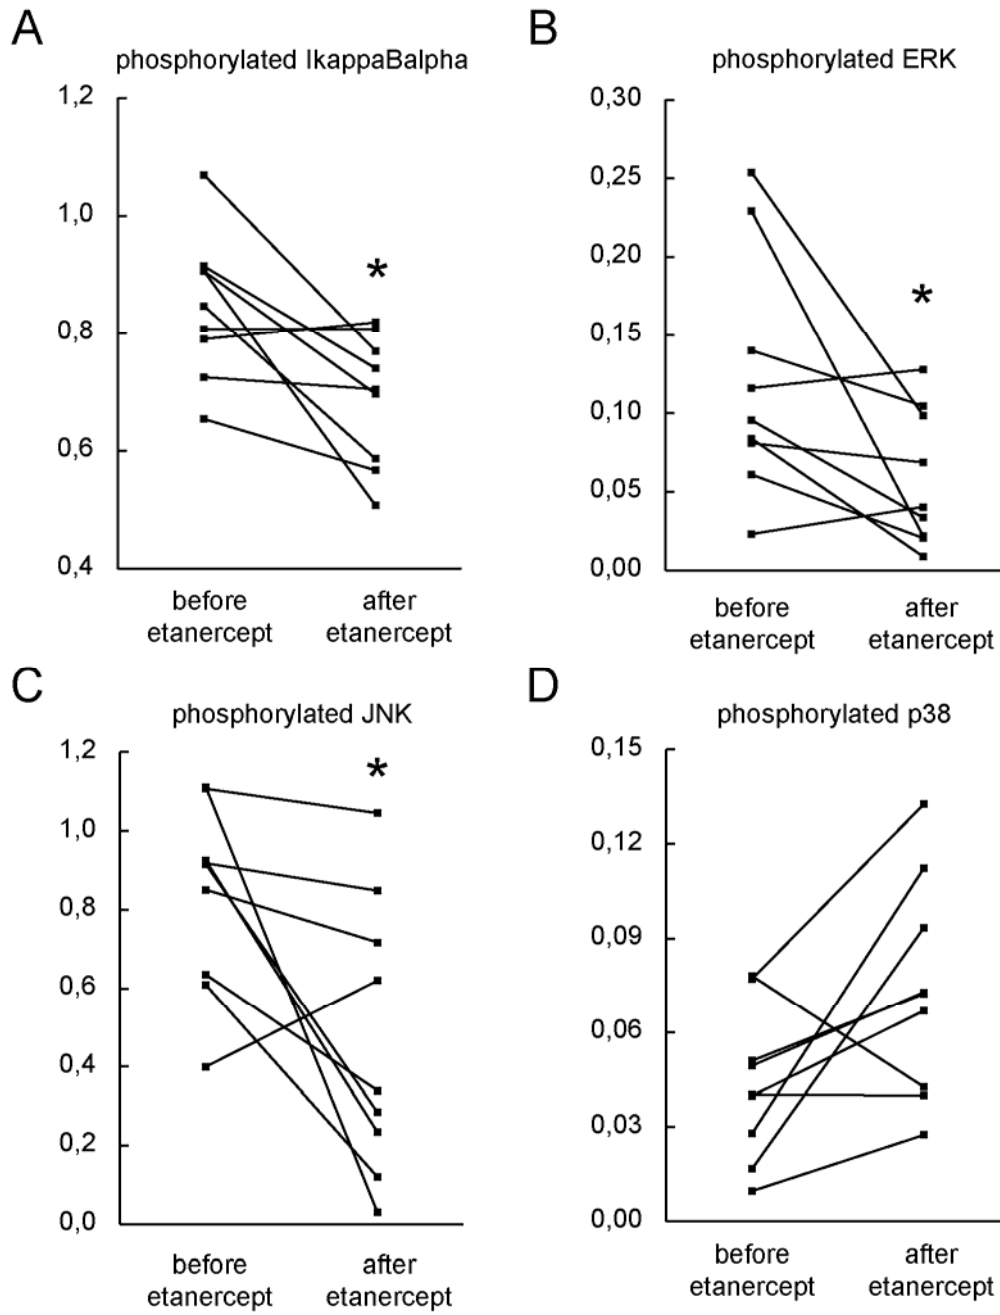 A
phosphorylated IkappaBalpha
1,2
1,0
0,8
0,6
0,4
*
before
etanercept
after
etanercept
B
phosphorylated ERK
0,30
0,25
0,20
0,15
0,10
0,05
0,00
*
before
etanercept
after
etanercept
C
phosphorylated JNK
1,2
1,0
0,8
0,6
0,4
0,2
0,0
*
before
etanercept
after
etanercept
D
phosphorylated p38
0,15
0,12
0,09
0,06
0,03
0,00
before
etanercept
after
etanercept